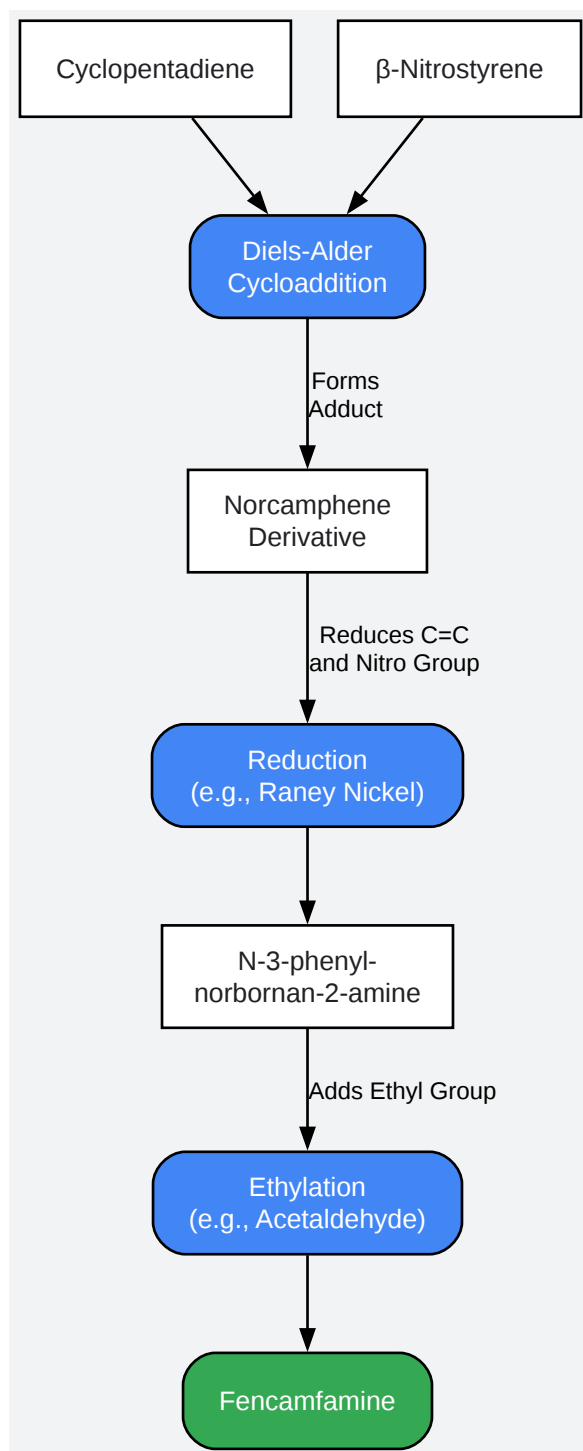 Cyclopentadiene
β-Nitrostyrene
Diels-Alder
Cycloaddition
Forms
Adduct
Norcamphene
Derivative
Reduces C=C
and Nitro Group
Reduction
(e.g., Raney Nickel)
N-3-phenyl-
norbornan-2-amine
Adds Ethyl Group
Ethylation
(e.g., Acetaldehyde)
Fencamfamine